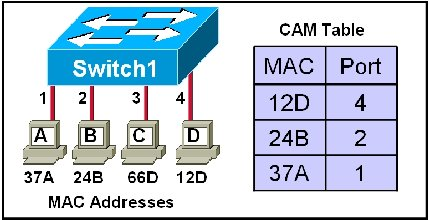 Switch1
1 2 3 4
A B C D
37A 24B 66D 12D
MAC Addresses
CAM Table
MAC Port
12D 4
24B 2
37A 1